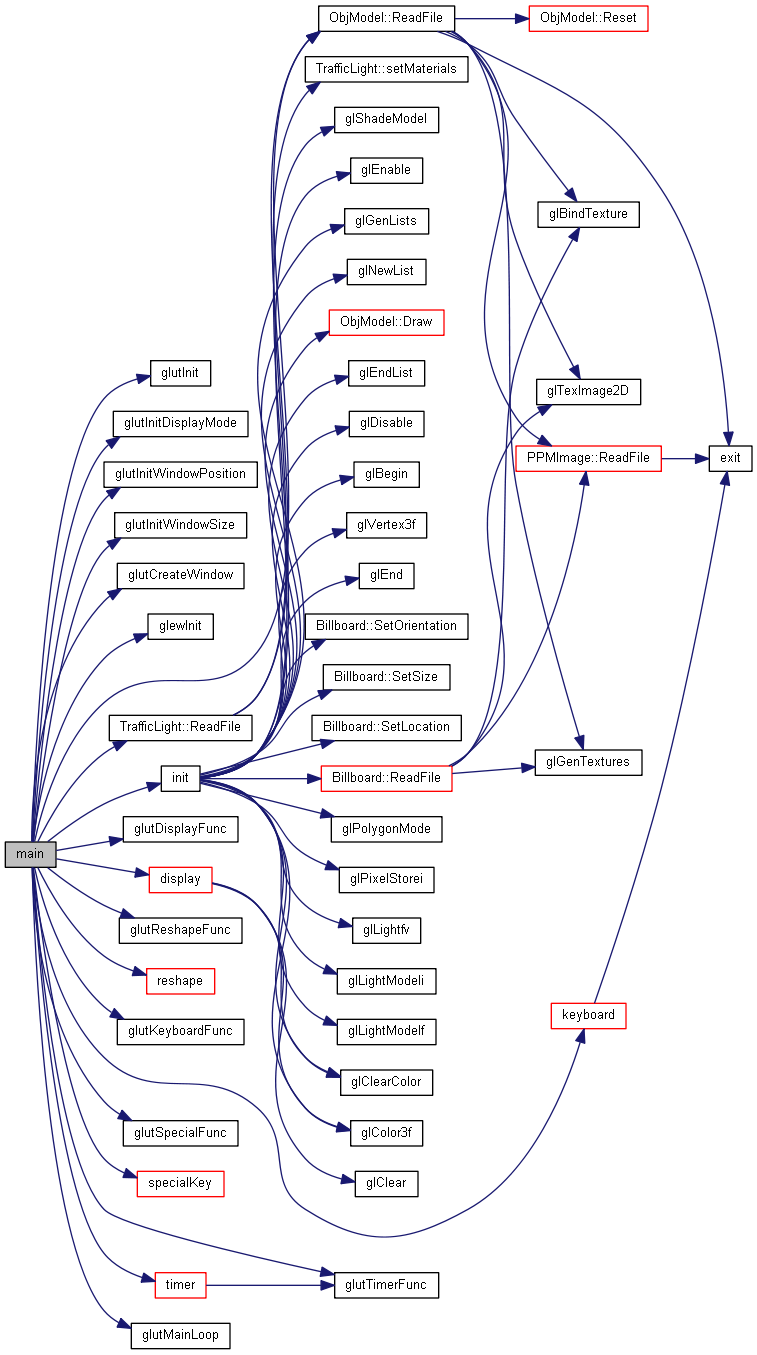 ObjModel::ReadFile
ObjModel::Reset
TrafficLight::setMaterials
glShadeModel
glEnable
glGenLists
glBindTexture
glNewList
ObjModel::Draw
glutInit
glEndList
glTexImage2D
glutInitDisplayMode
glDisable
PPMImage::ReadFile
exit
glutInitWindowPosition
glBegin
glutInitWindowSize
glVertex3f
glutCreateWindow
glEnd
glewInit
Billboard::SetOrientation
Billboard::SetSize
TrafficLight::ReadFile
Billboard::SetLocation
glGenTextures
init
Billboard::ReadFile
glutDisplayFunc
glPolygonMode
main
display
glPixelStorei
glutReshapeFunc
glLightfv
reshape
glLightModeli
keyboard
glutKeyboardFunc
glLightModelf
glClearColor
glutSpecialFunc
glColor3f
specialKey
glClear
timer
glutTimerFunc
glutMainLoop